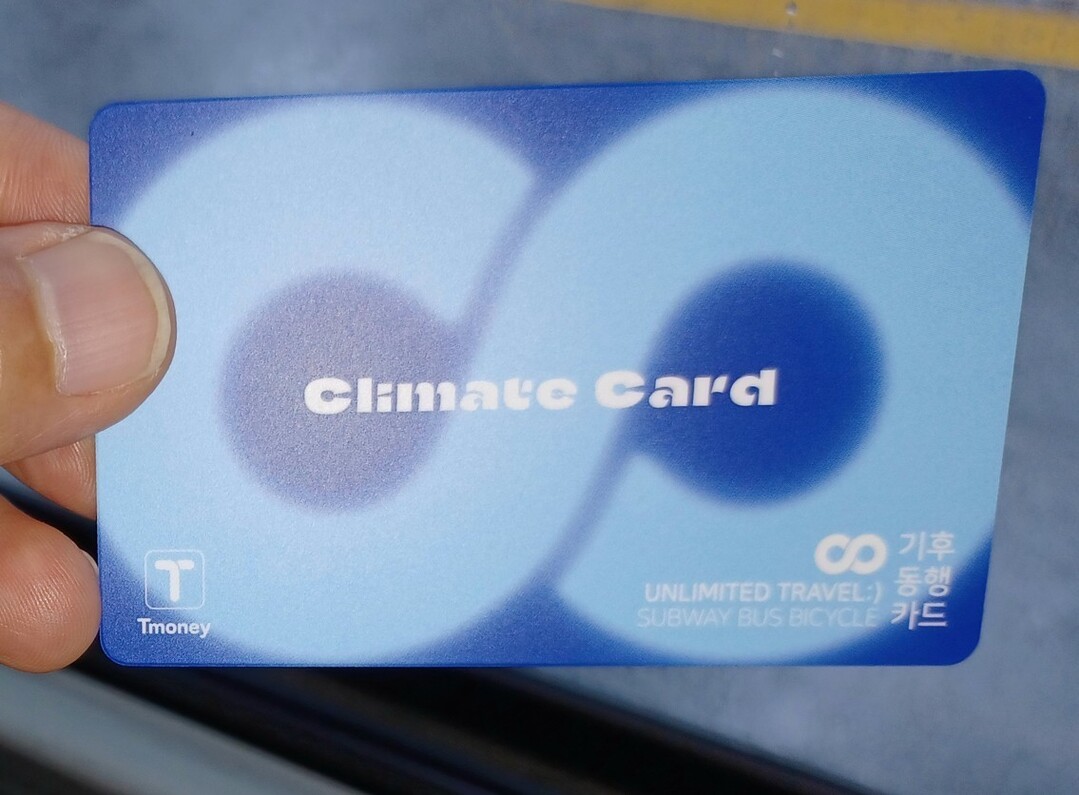 Climate Card
T
Tmoney
기후
UNLIMITED TRAVEL:) 동행
SUBWAY BUS BICYCLE 카드